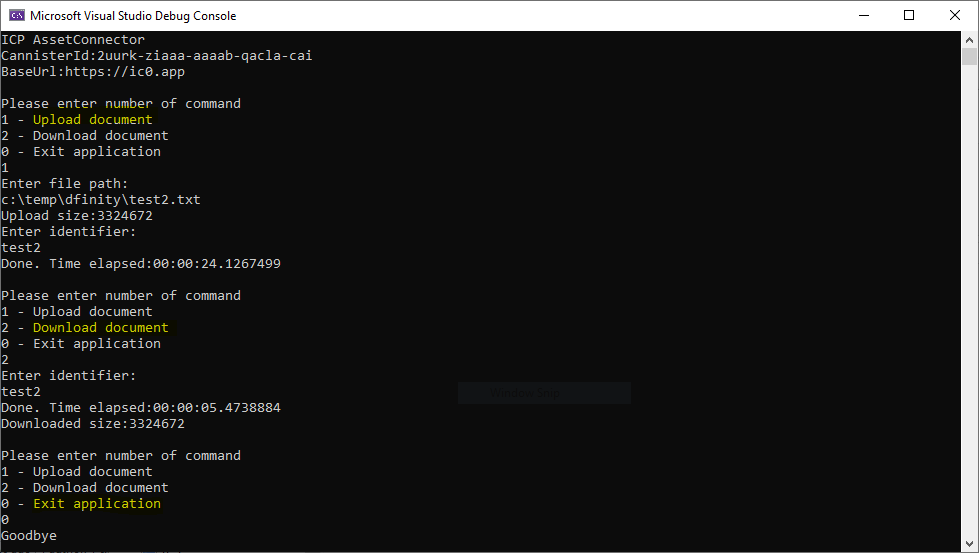 Microsoft Visual Studio Debug Console
ICP AssetConnector
CannisterId:2uurk-ziaaa-aaaab-qacla-cai
BaseUrl:https://ic0.app
Please enter number of command
1 - Upload document
2 - Download document
0 - Exit application
1
Enter file path:
c:\temp\dfinity\test2.txt
Upload size:3324672
Enter identifier:
test2
Done. Time elapsed:00:00:24.1267499
Please enter number of command
1 - Upload document
2 - Download document
0 - Exit application
2
Enter identifier:
test2
Done. Time elapsed:00:00:05.4738884
Downloaded size:3324672
Please enter number of command
1 - Upload document
2 - Download document
0 - Exit application
0
Goodbye